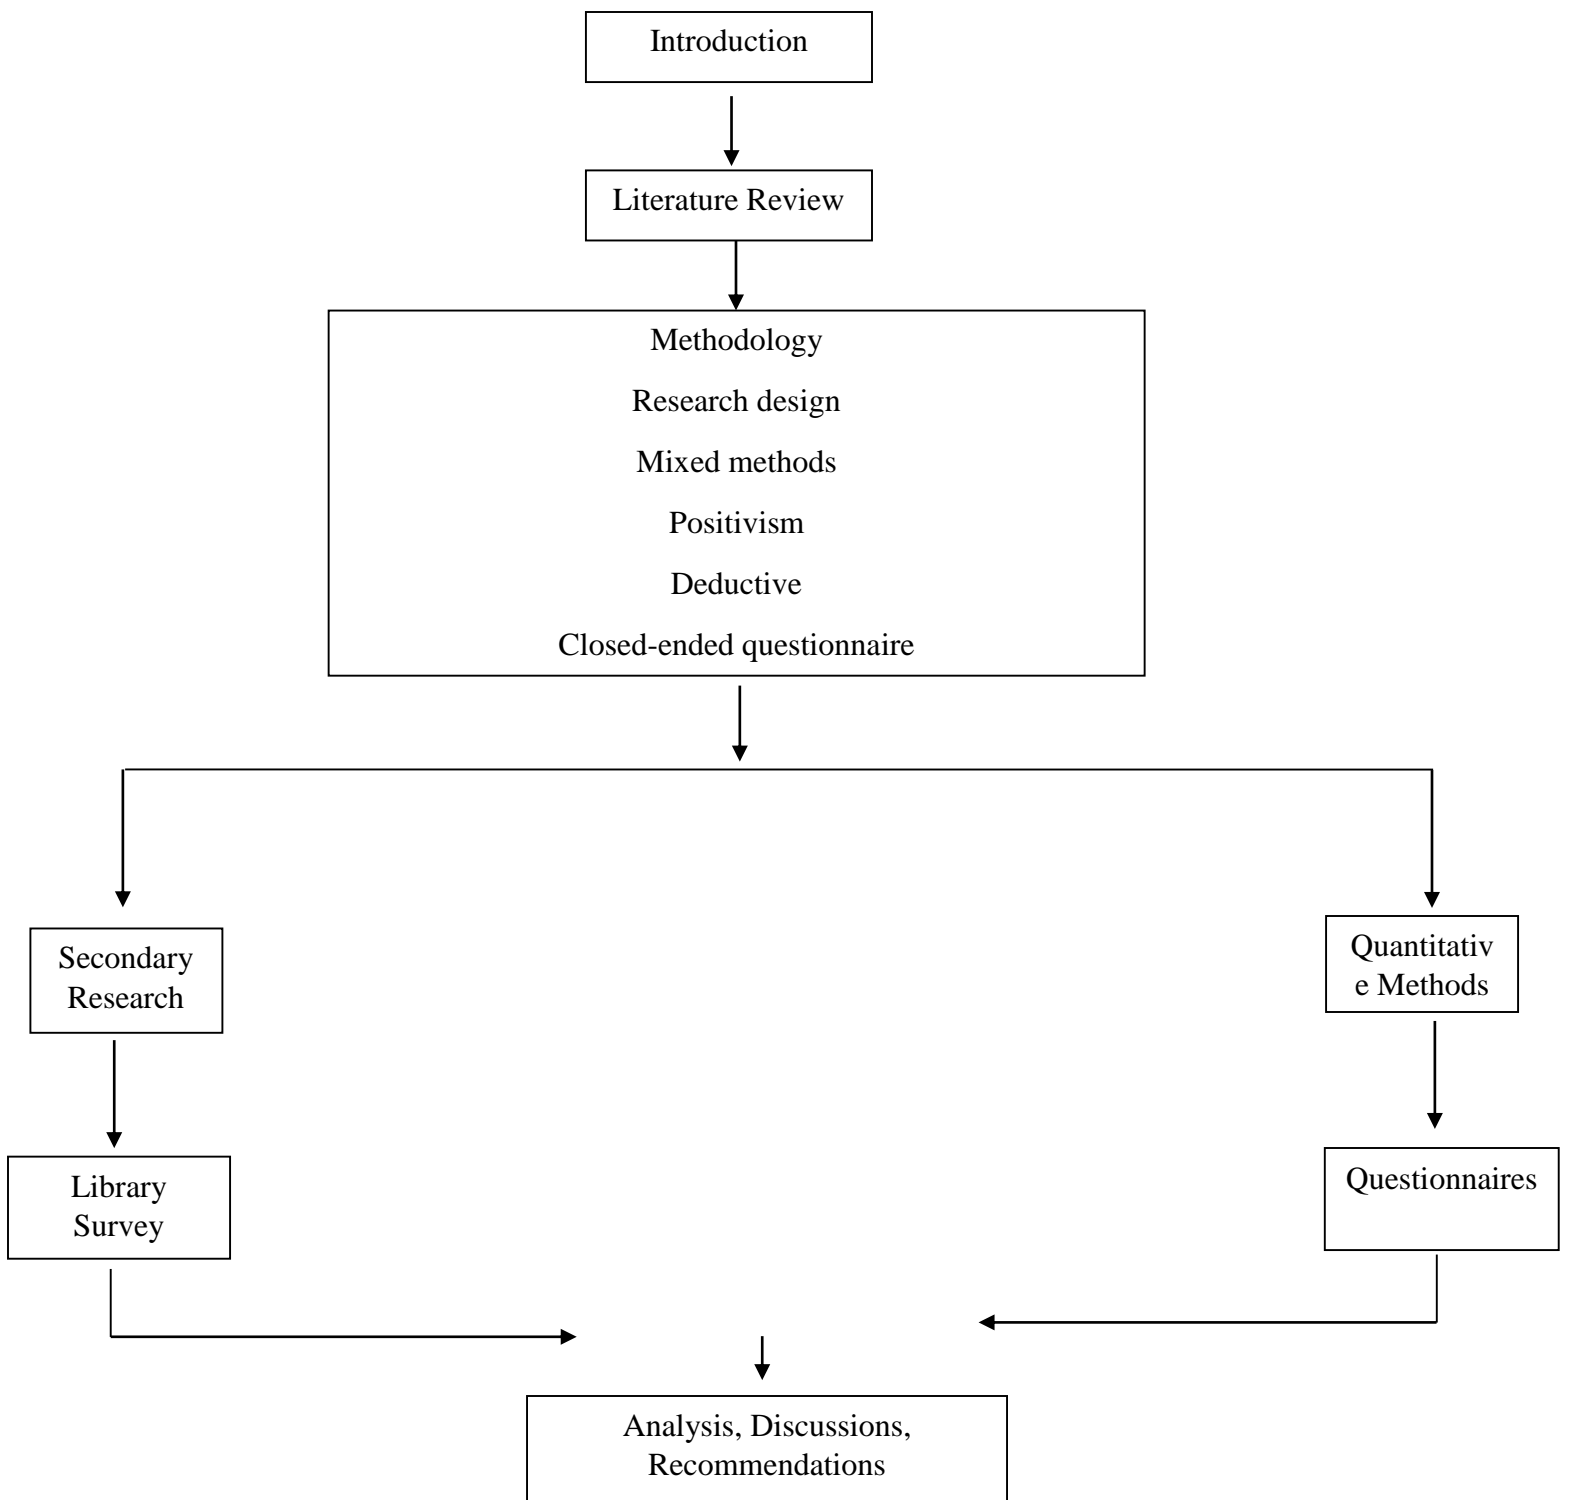 Introduction
Literature Review
Methodology
Research design
Mixed methods
Positivism
Deductive
Closed-ended questionnaire
Secondary
Research
Quantitativ
e Methods
Library
Survey
Questionnaires
Analysis, Discussions,
Recommendations